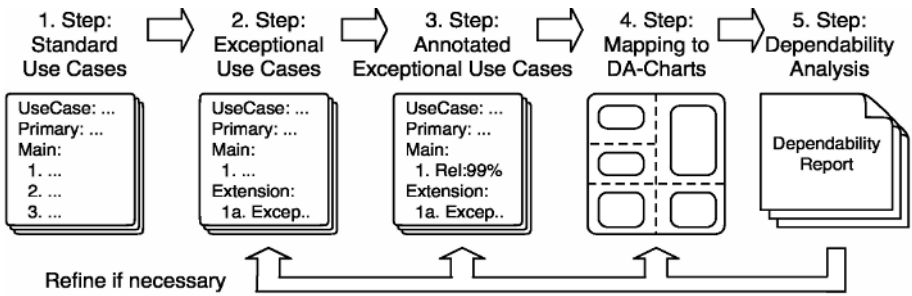 1. Step:
Standard
Use Cases
2. Step:
Exceptional
Use Cases
3. Step:
Annotated
Exceptional Use Cases
4. Step:
Mapping to
DA-Charts
5. Step:
Dependability
Analysis
UseCase: ...
Primary: ...
Main:
1. ...
2. ...
3. ...
UseCase: ...
Primary: ...
Main:
1. ...
Extension:
1a. Excep..
UseCase: ...
Primary: ...
Main:
1. Rel:99%
Extension:
1a. Excep..
Dependability
Report
Refine if necessary